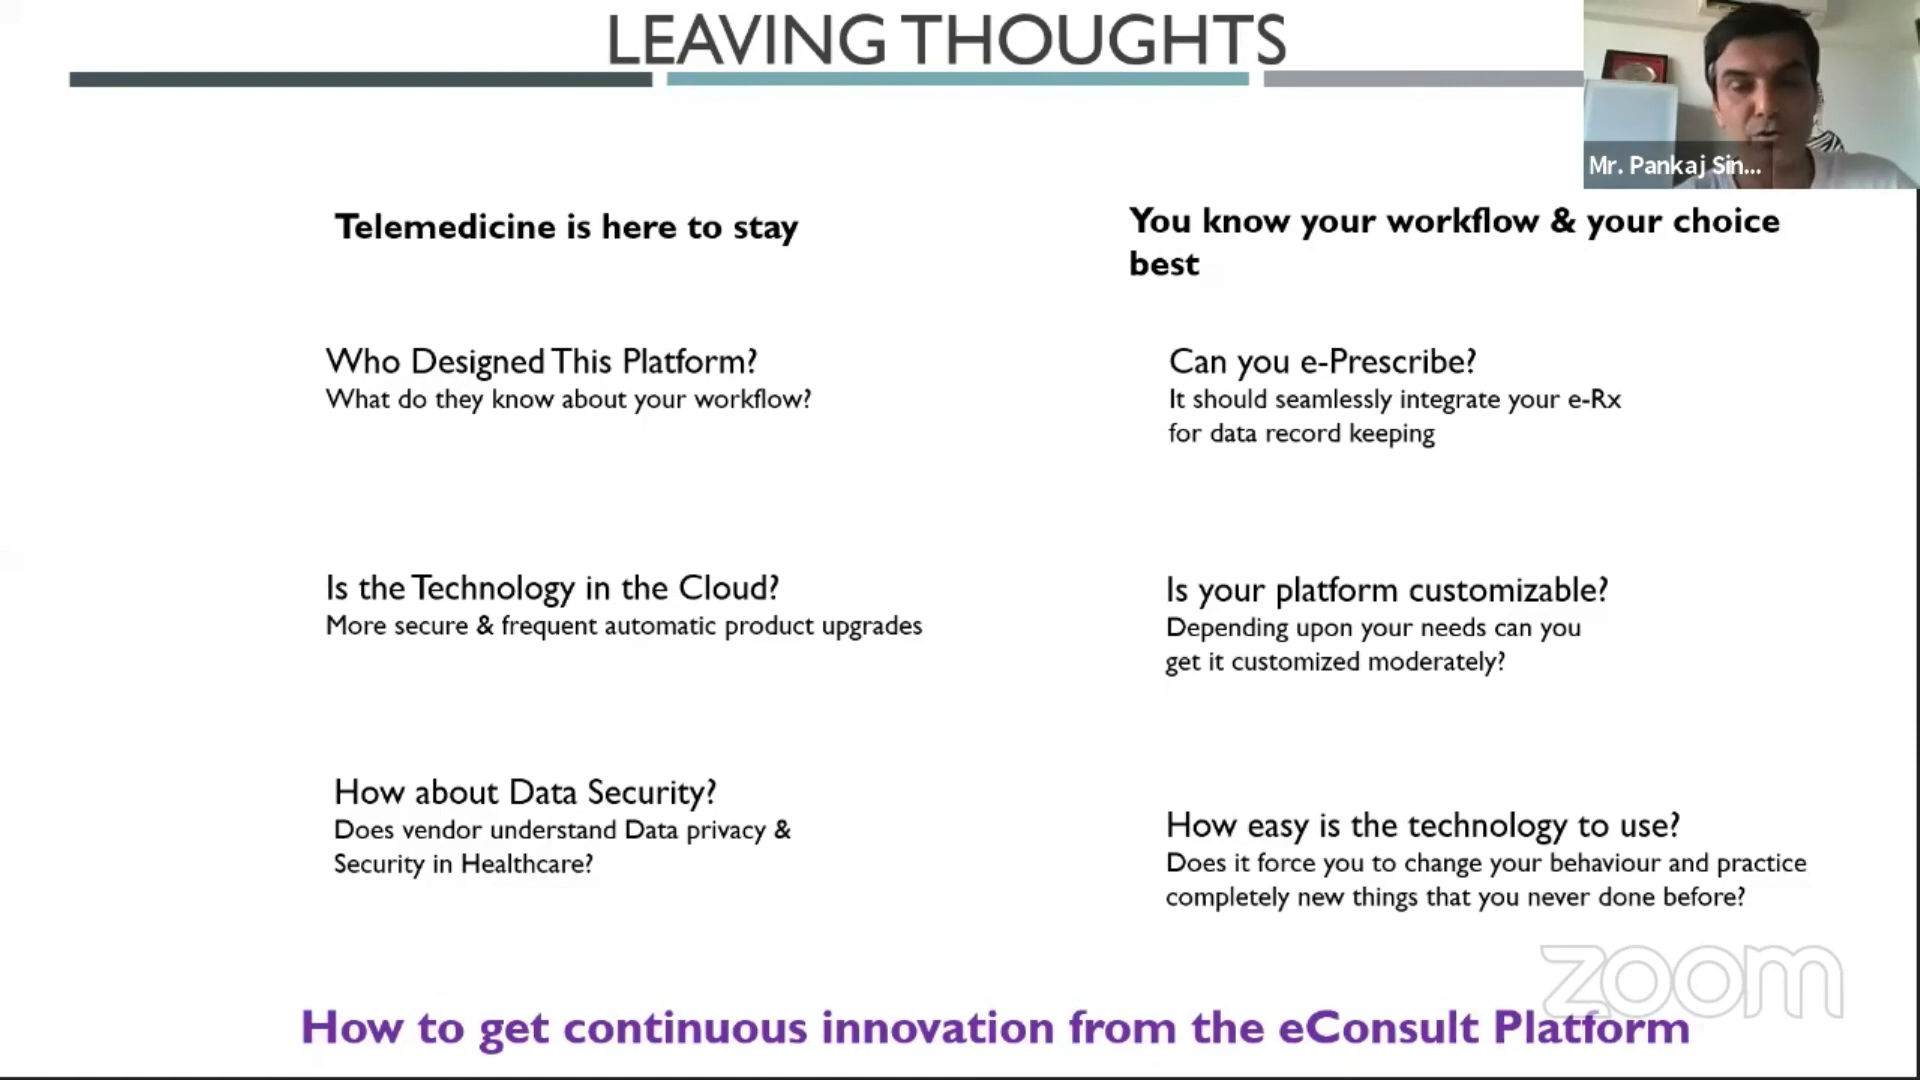 LEAVING THOUGHTS
Mr. Pankaj Sin...
Telemedicine is here to stay
Who Designed This Platform?
What do they know about your workflow?
Is the Technology in the Cloud?
More secure & frequent automatic product upgrades
How about Data Security?
Does vendor understand Data privacy &
Security in Healthcare?
You know your workflow & your choice
best
Can you e-Prescribe?
It should seamlessly integrate your e-Rx
for data record keeping
Is your platform customizable?
Depending upon your needs can you
get it customized moderately?
How easy is the technology to use?
Does it force you to change your behaviour and practice
completely new things that you never done before?
zoom
How to get continuous innovation from the eConsult Platform